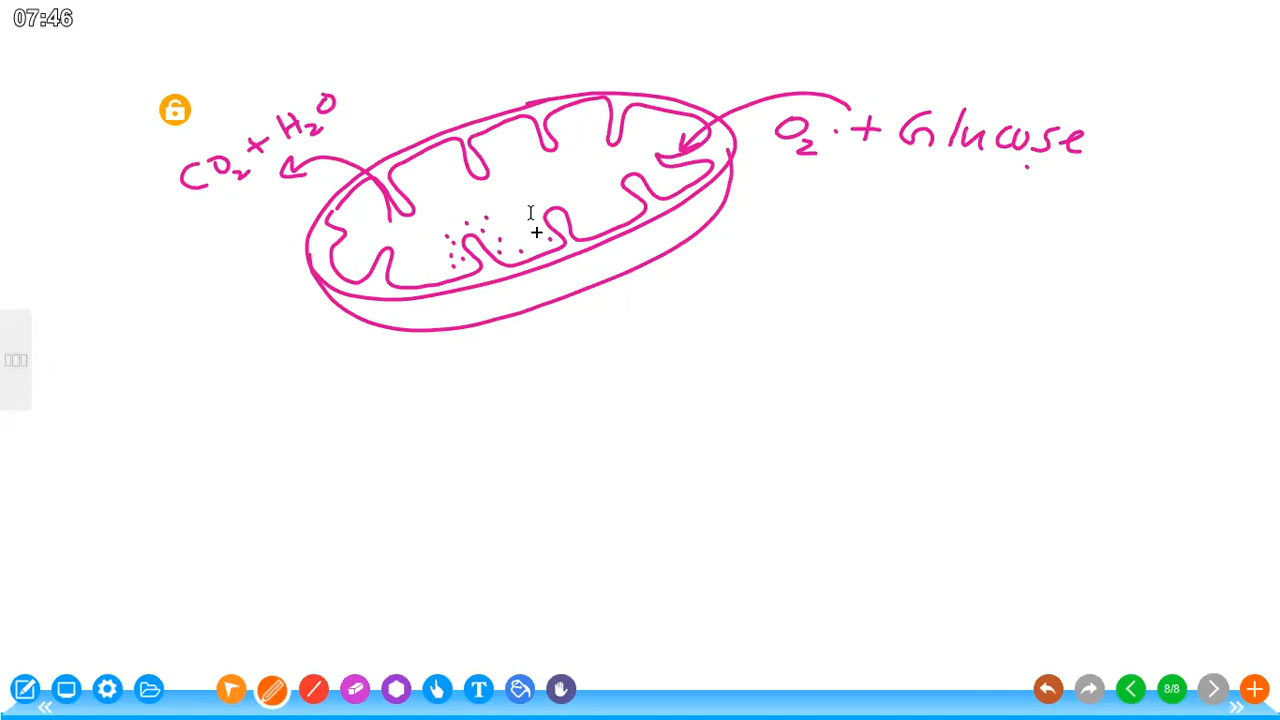 07:46
CO₂ + H₂O
O₂ + Glucose
T
8/8